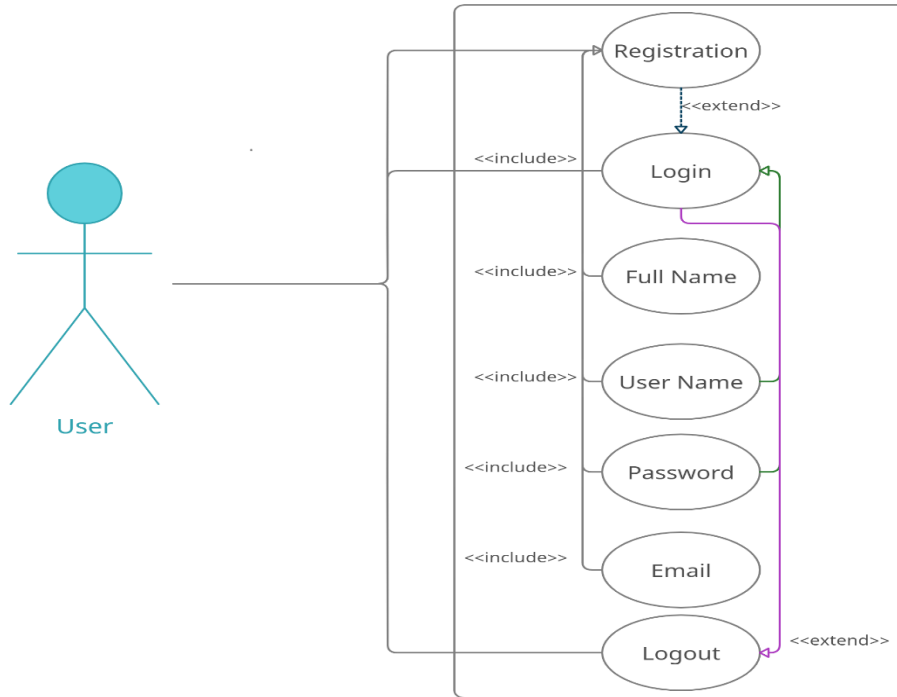 Registration
<<extend>>
<<include>>
Login
<<include>>
Full Name
<<include>>
User Name
User
<<include>>
Password
<<include>>
Email
<<extend>>
Logout